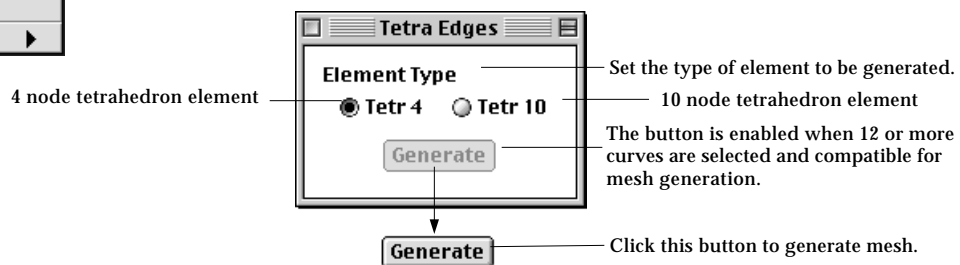 Tetra Edges
Element Type
Set the type of element to be generated.
4 node tetrahedron element
Tetr 4
Tetr 10
10 node tetrahedron element
Generate
The button is enabled when 12 or more
curves are selected and compatible for
mesh generation.
Generate
Click this button to generate mesh.